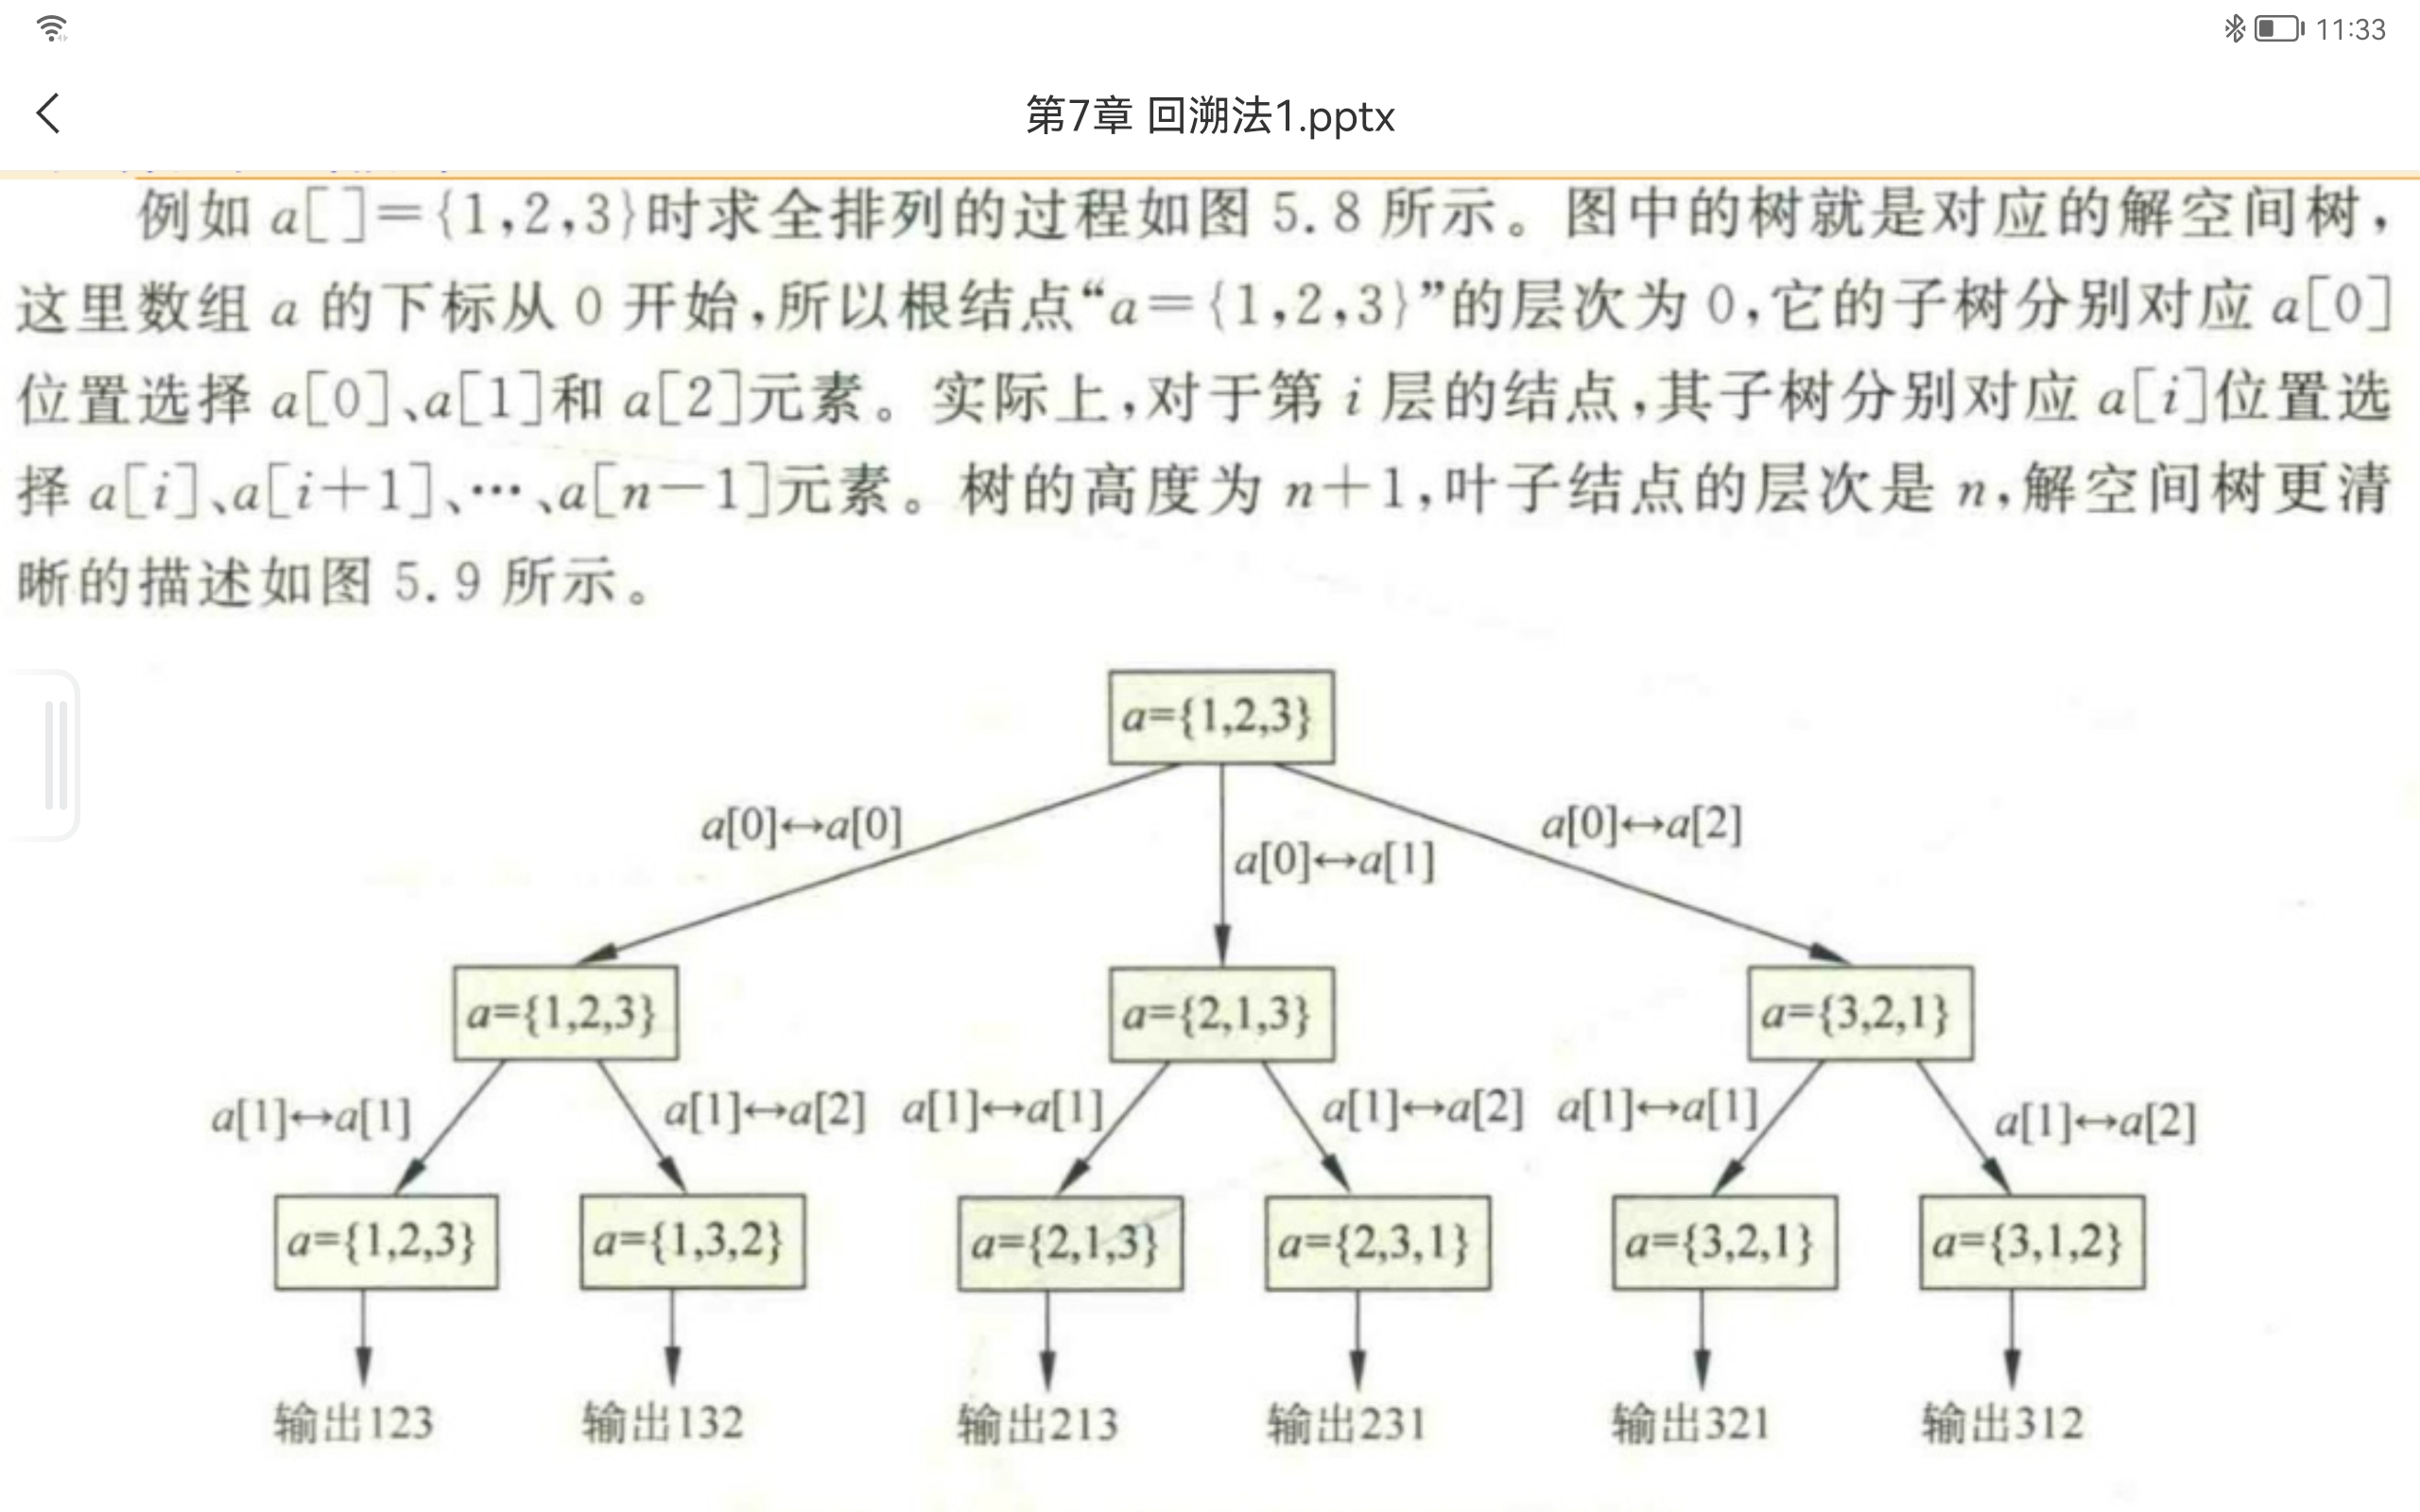 11:33
第7章 回溯法1.pptx
例如 a[ ]={1,2,3}时求全排列的过程如图 5.8 所示。图中的树就是对应的解空间树，
这里数组 a 的下标从 0 开始，所以根结点“a={1,2,3}”的层次为 0，它的子树分别对应 a[0]
位置选择 a[0]、a[1]和 a[2]元素。实际上，对于第 i 层的结点，其子树分别对应 a[i]位置选
择 a[i]、a[i+1]、…、a[n-1]元素。树的高度为 n+1，叶子结点的层次是 n，解空间树更清
晰的描述如图 5.9 所示。
a={1,2,3}
a[0]↔a[0]
a[0]↔a[1]
a[0]↔a[2]
a={1,2,3}
a={2,1,3}
a={3,2,1}
a[1]↔a[1]
a[1]↔a[2]
a[1]↔a[1]
a[1]↔a[2]
a[1]↔a[1]
a[1]↔a[2]
a={1,2,3}
a={1,3,2}
a={2,1,3}
a={2,3,1}
a={3,2,1}
a={3,1,2}
输出123
输出132
输出213
输出231
输出321
输出312